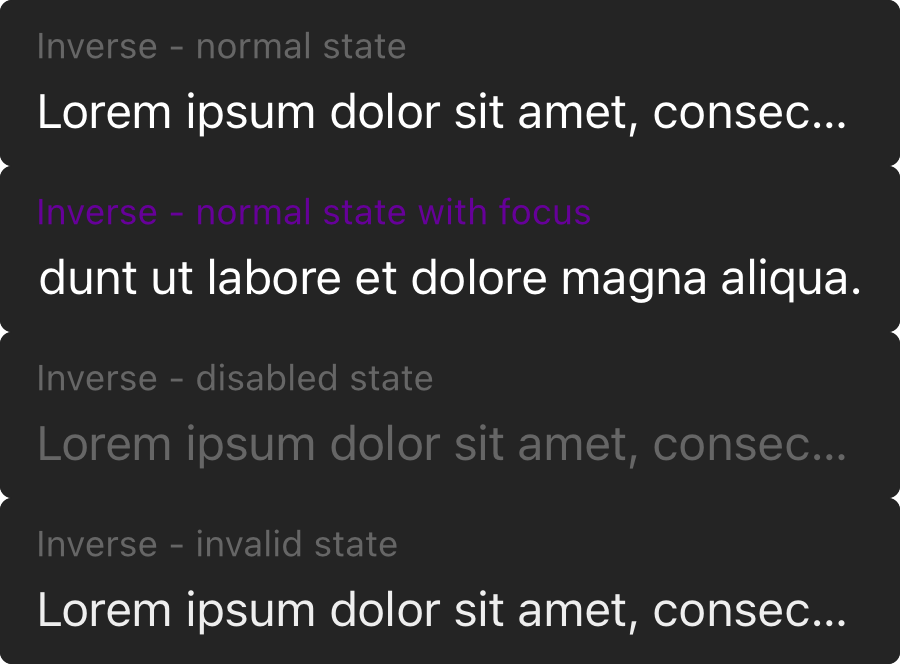 Inverse - normal state
Lorem ipsum dolor sit amet, consec...
Inverse - normal state with focus
dunt ut labore et dolore magna aliqua.
Inverse - disabled state
Lorem ipsum dolor sit amet, consec...
Inverse - invalid state
Lorem ipsum dolor sit amet, consec...